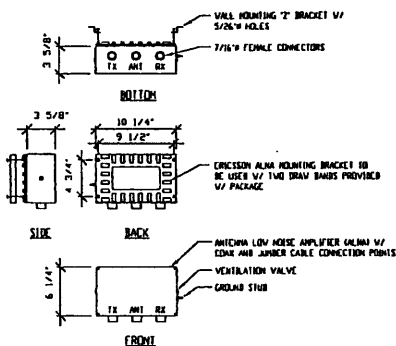 WALL MOUNTING "Z" BRACKET W/
5/26"Ø HOLES
3 5/8"
7/16"Ø FEMALE CONNECTORS
TX ANT RX
BOTTOM
3 5/8"
10 1/4"
9 1/2"
4 3/4"
ERICSSON ALNA MOUNTING BRACKET TO
BE USED W/ TWO DRAW BANDS PROVIDED
W/ PACKAGE
SIDE
BACK
ANTENNA LOW NOISE AMPLIFIER (ALNA) W/
COAX AND JUMBER CABLE CONNECTION POINTS
VENTILATION VALVE
GROUND STUB
6 1/4"
TX ANT RX
FRONT